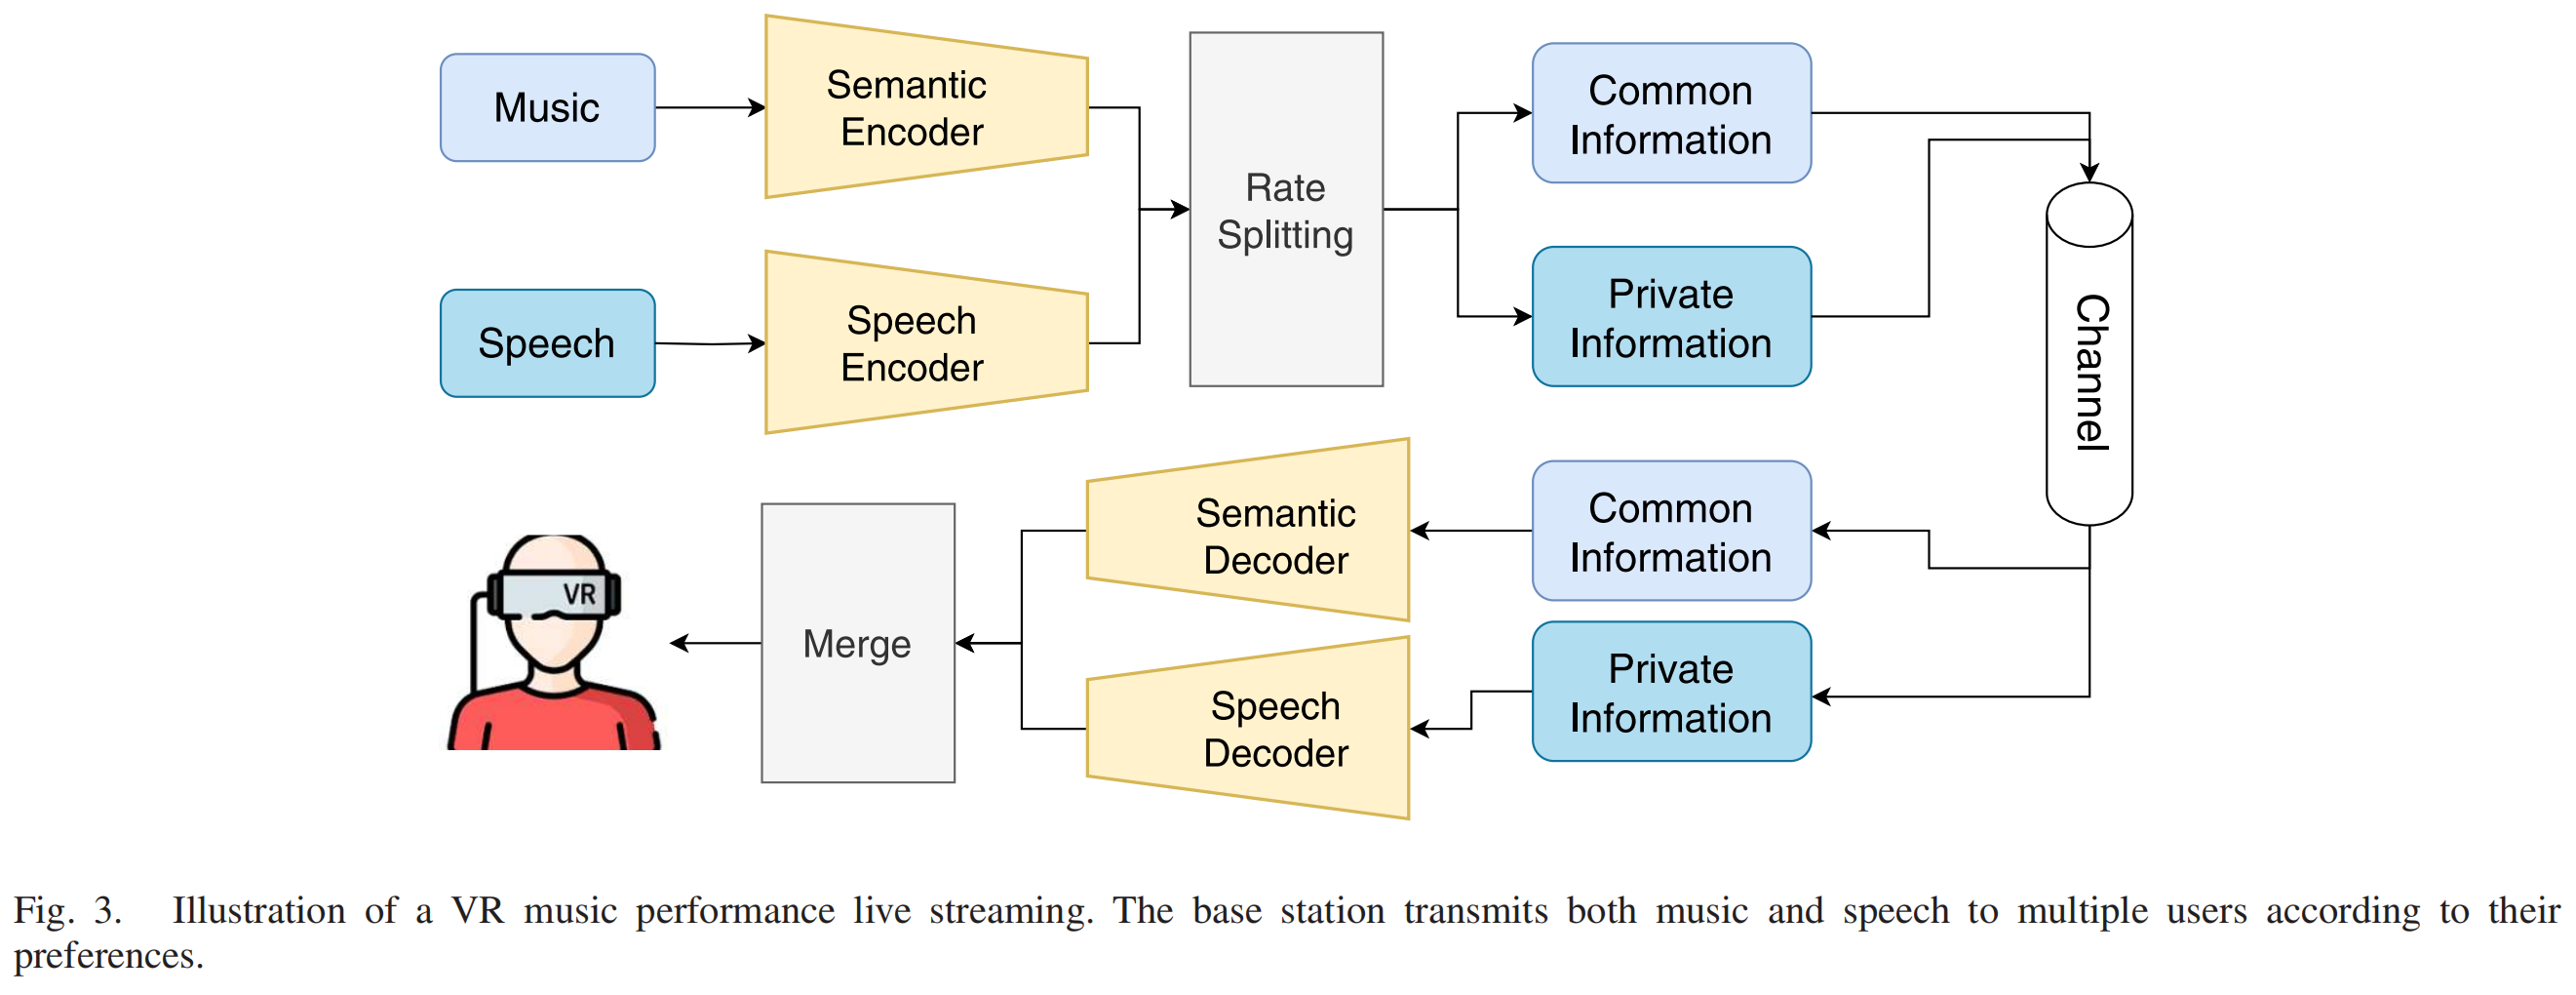 Music
Semantic
Encoder
Speech
Speech
Encoder
Rate
Splitting
Common
Information
Private
Information
Channel
Common
Information
Private
Information
Semantic
Decoder
Speech
Decoder
Merge
VR
Fig. 3. Illustration of a VR music performance live streaming. The base station transmits both music and speech to multiple users according to their
preferences.